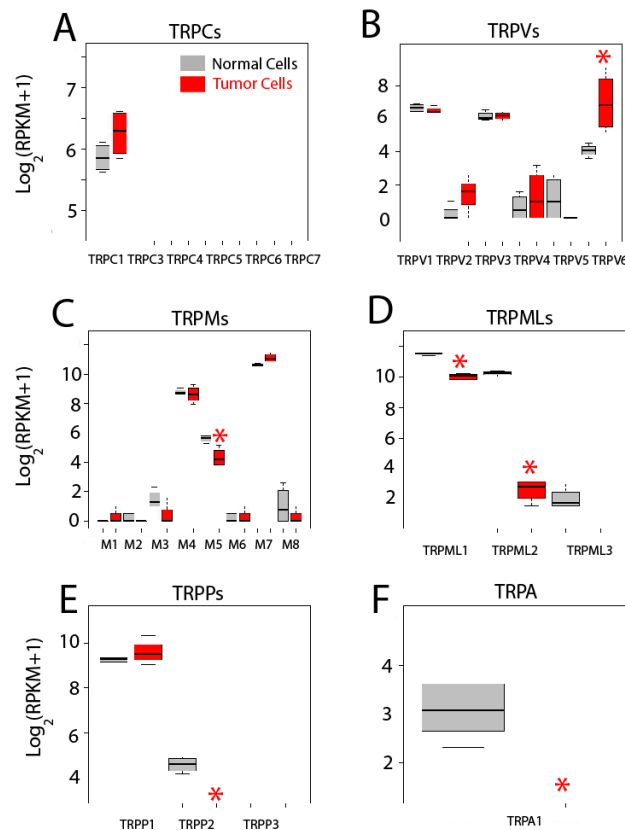 A
TRPCs
Normal Cells
Tumor Cells
Log2(RPKM+1)
7
6
5
TRPC1 TRPC3 TRPC4 TRPC5 TRPC6 TRPC7
B
TRPVs
*
8
6
4
2
0
TRPV1 TRPV2 TRPV3 TRPV4 TRPV5 TRPV6
C
TRPMs
Log2(RPKM+1)
10
8
6
4
2
0
*
M1 M2 M3 M4 M5 M6 M7 M8
D
TRPMLs
10
8
6
4
2
*
*
TRPML1 TRPML2 TRPML3
E
TRPPs
Log2(RPKM+1)
10
8
6
4
*
TRPP1 TRPP2 TRPP3
F
TRPA
4
3
2
*
TRPA1